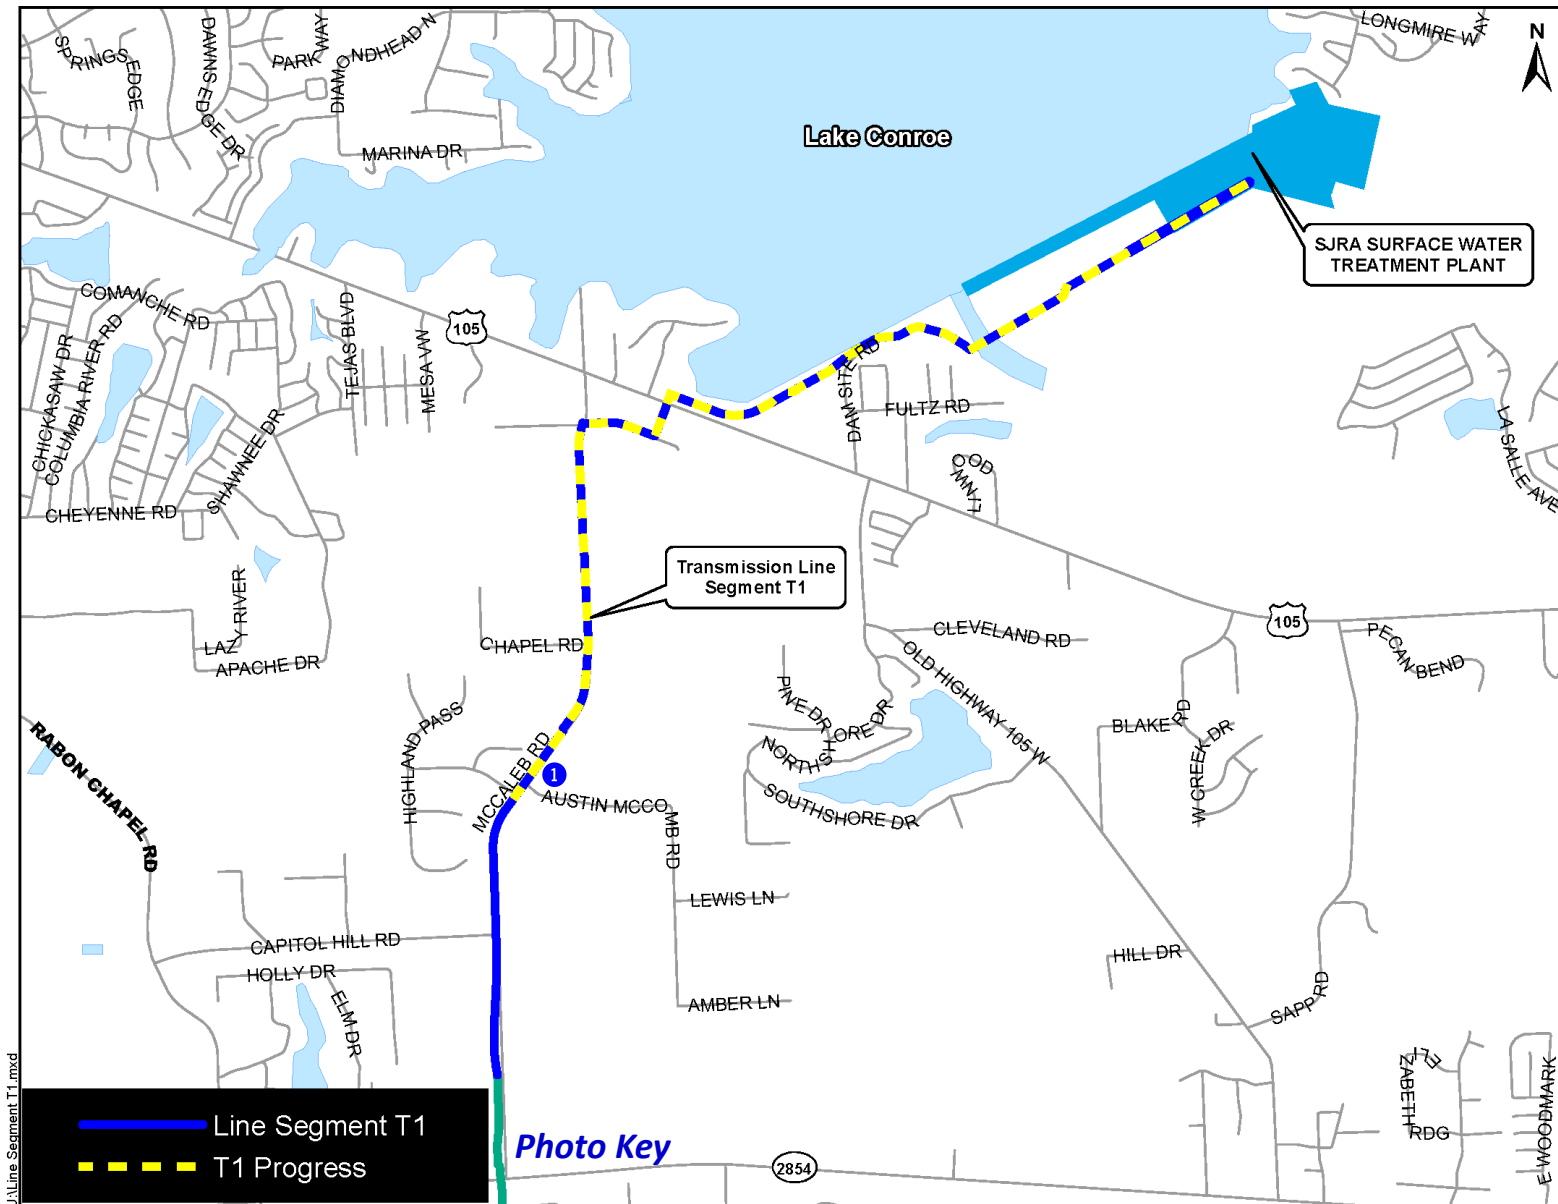 LONGMIRE WAY
SPRINGS EDGE
DAWNS EDGE DR
PARKWAY
DIAMONDHEAD N
N
MARINA DR
Lake Conroe
SJRA SURFACE WATER
TREATMENT PLANT
COMANCHE RD
CHICKASAW DR
COLUMBIA RIVER RD
TEJAS BLVD
MESA VW
105
DAM SITE RD
FULTZ RD
SHAWNEE DR
LA SALLE AVE
CHEYENNE RD
LYNWOOD
Transmission Line
Segment T1
LAZY RIVER
APACHE DR
CHAPEL RD
CLEVELAND RD
105
PECAN BEND
OLD HIGHWAY 105 W
RABON CHAPEL RD
HIGHLAND PASS
PINE DR
NORTHSHORE DR
BLAKE RD
W CREEK DR
MCCALEB RD
1
AUSTIN MCCOMB RD
SOUTHSHORE DR
LEWIS LN
CAPITOL HILL RD
HOLLY DR
HILL DR
ELM DR
AMBER LN
SAPP RD
ELIZABETH
RDG
E WOODMARK
Line Segment T1
T1 Progress
Photo Key
2854
J:\Line Segment T1.mxd